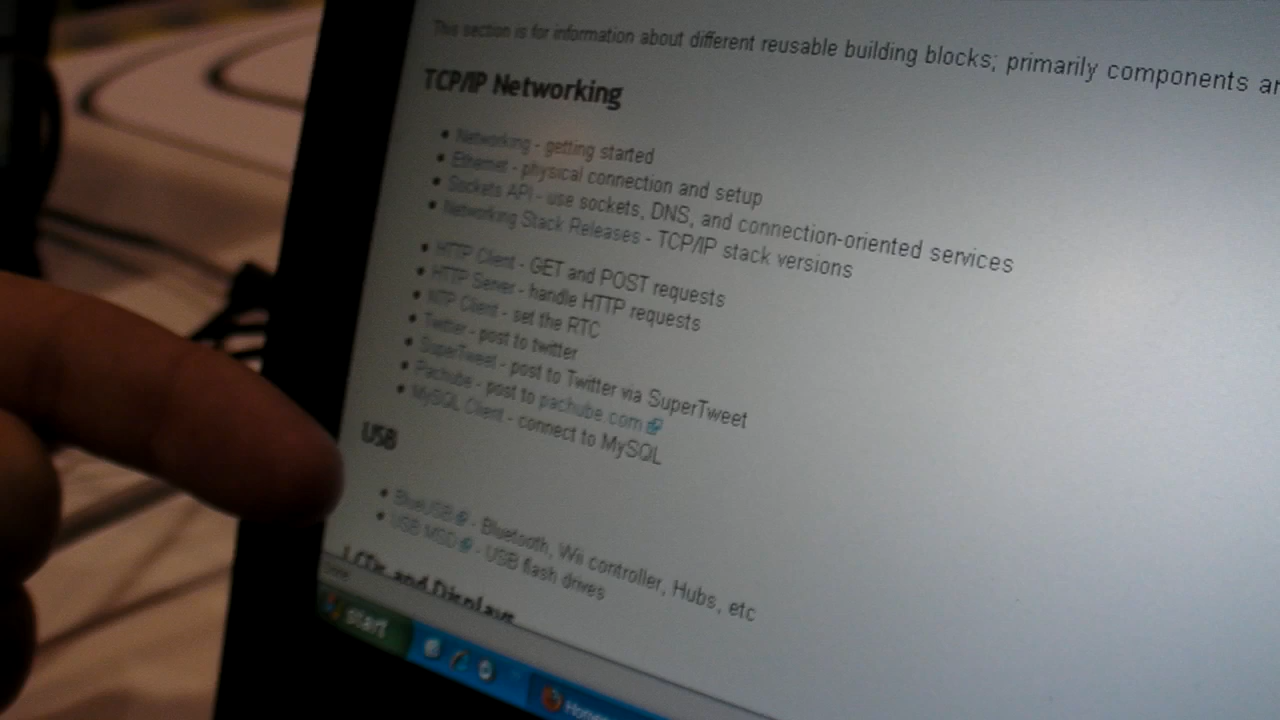 This section is for information about different reusable building blocks; primarily components
TCP/IP Networking
Networking - getting started
Ethernet - physical connection and setup
Sockets API - use sockets, DNS, and connection-oriented services
Networking Stack Releases - TCP/IP stack versions
HTTP Client - GET and POST requests
HTTP Server - handle HTTP requests
NTP Client - set the RTC
Twitter - post to twitter
SuperTweet - post to Twitter via SuperTweet
Pachube - post to pachube.com
MySQL Client - connect to MySQL
USB
BlueUSB - Bluetooth, Wii controller, Hubs, etc
USB MSD - USB flash drives
LCDs and Displays
Done
start